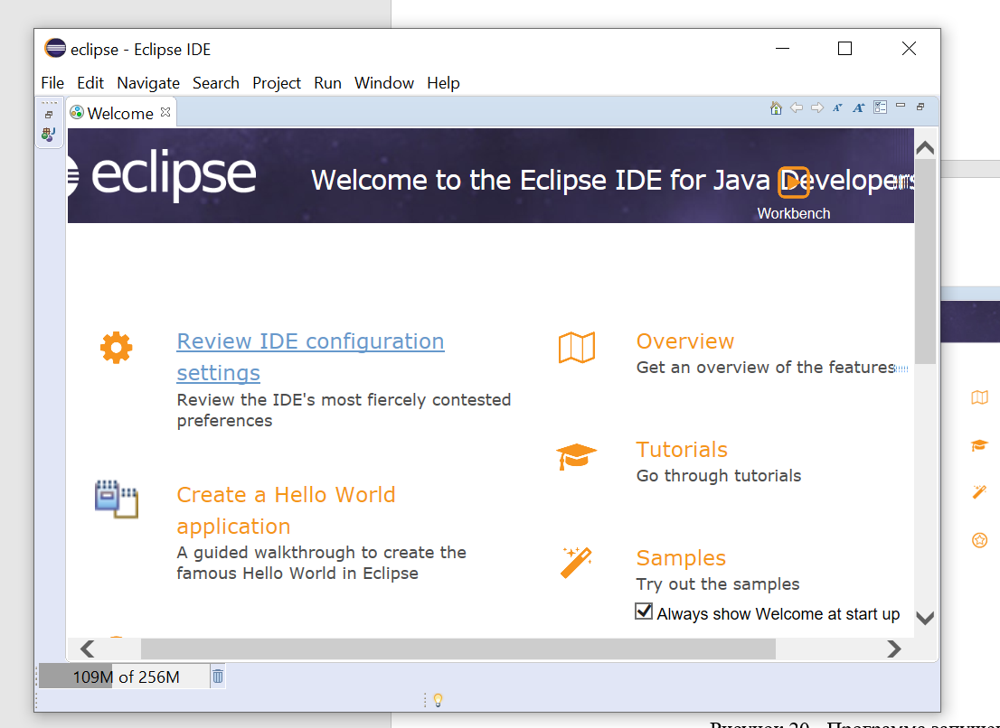 eclipse - Eclipse IDE
File Edit Navigate Search Project Run Window Help
Welcome
eclipse
Welcome to the Eclipse IDE for Java Developers
Workbench
Review IDE configuration
settings
Review the IDE's most fiercely contested
preferences
Create a Hello World
application
A guided walkthrough to create the
famous Hello World in Eclipse
Overview
Get an overview of the features
Tutorials
Go through tutorials
Samples
Try out the samples
Always show Welcome at start up
109M of 256M
Рисунок 20 - Программа